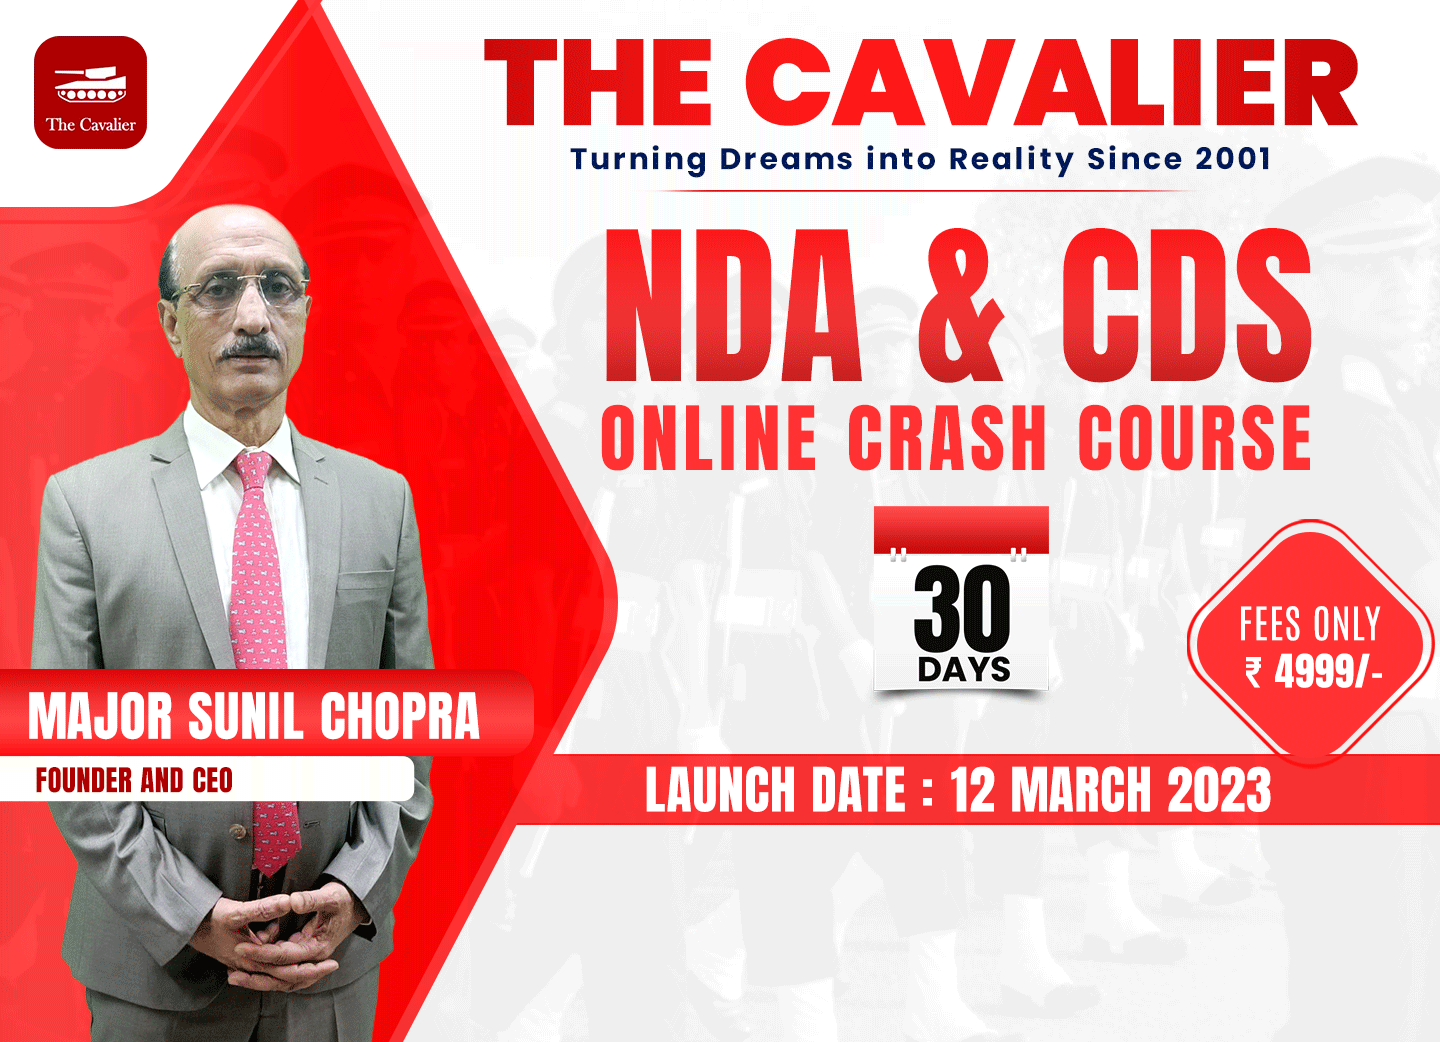 The Cavalier
THE CAVALIER
Turning Dreams into Reality Since 2001
NDA & CDS
ONLINE CRASH COURSE
30
DAYS
FEES ONLY
₹ 4999/-
MAJOR SUNIL CHOPRA
FOUNDER AND CEO
LAUNCH DATE : 12 MARCH 2023